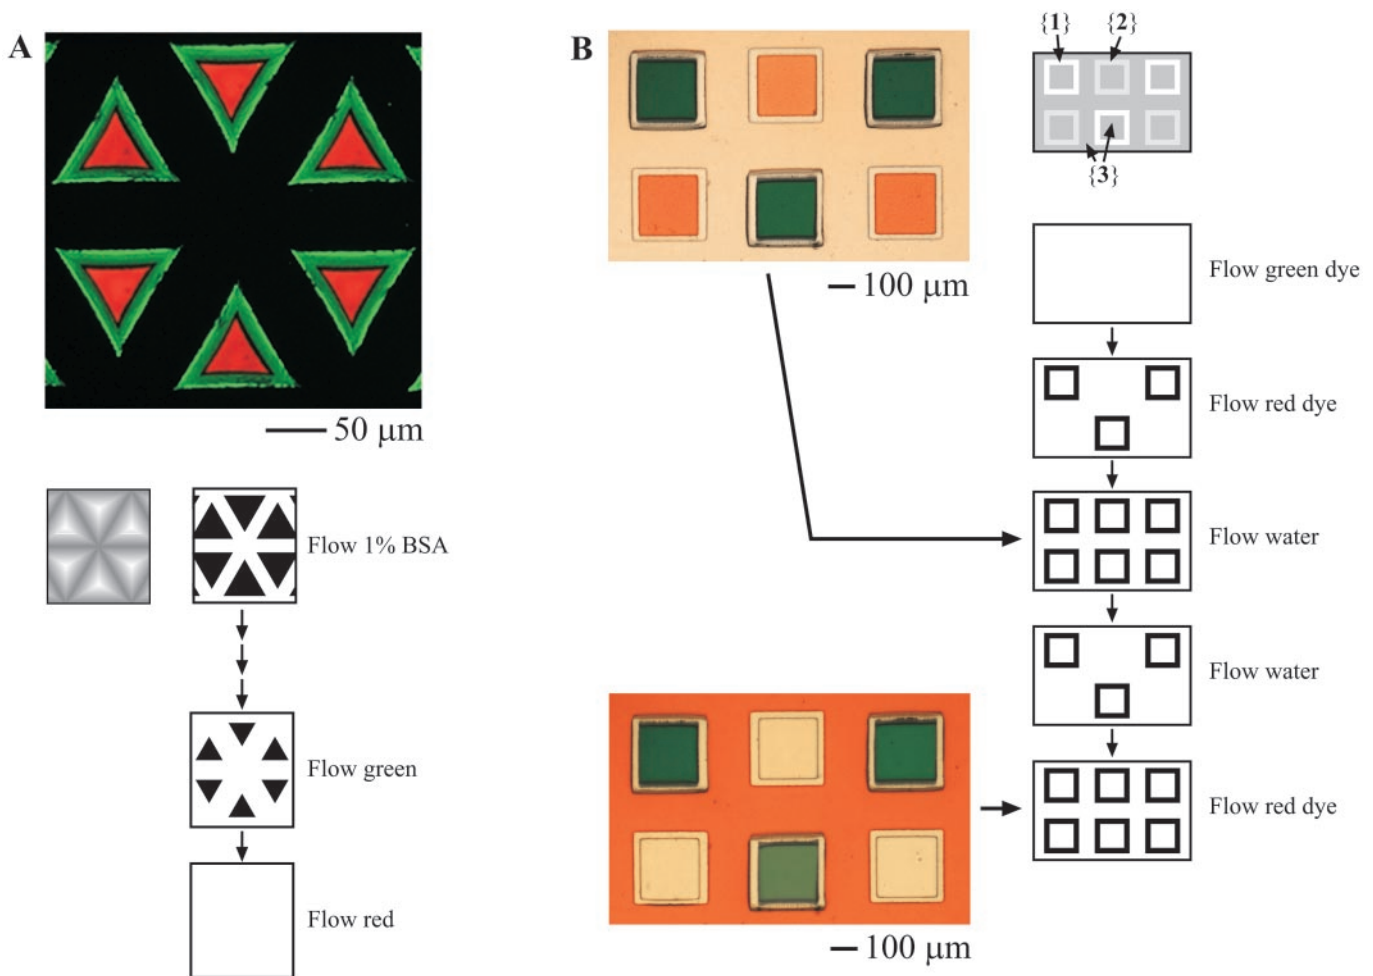 A
50 μm
Flow 1% BSA
Flow green
Flow red
B
100 μm
{1}
{2}
{3}
Flow green dye
Flow red dye
Flow water
Flow water
Flow red dye
100 μm